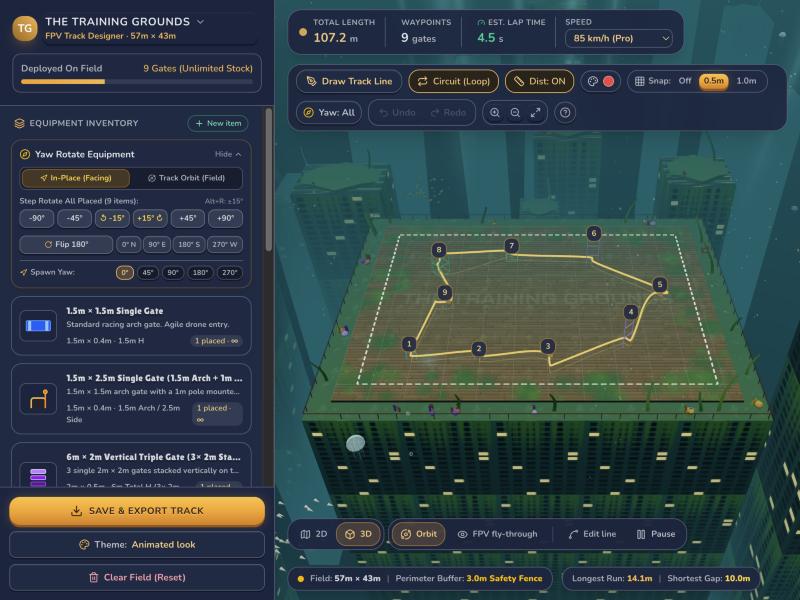 TG
THE TRAINING GROUNDS
FPV Track Designer · 57m × 43m
Deployed On Field
9 Gates (Unlimited Stock)
EQUIPMENT INVENTORY
+ New item
Yaw Rotate Equipment
Hide
In-Place (Facing)
Track Orbit (Field)
Step Rotate All Placed (9 items):
Alt+R: ±15°
-90°
-45°
-15°
+15°
+45°
+90°
Flip 180°
0° N
90° E
180° S
270° W
Spawn Yaw:
0°
45°
90°
180°
270°
1.5m × 1.5m Single Gate
Standard racing arch gate. Agile drone entry.
1.5m × 0.4m · 1.5m H
1 placed · ∞
1.5m × 2.5m Single Gate (1.5m Arch + 1m ...
1.5m × 1.5m arch gate with a 1m pole mounte...
1.5m × 0.4m · 1.5m Arch / 2.5m
Side
1 placed ·
∞
6m × 2m Vertical Triple Gate (3× 2m Sta...
3 single 2m × 2m gates stacked vertically on t...
SAVE & EXPORT TRACK
Theme: Animated look
Clear Field (Reset)
TOTAL LENGTH
107.2 m
WAYPOINTS
9 gates
EST. LAP TIME
4.5 s
SPEED
85 km/h (Pro)
Draw Track Line
Circuit (Loop)
Dist: ON
Snap:
Off
0.5m
1.0m
Yaw: All
Undo
Redo
?
6
8
7
5
9
THE TRAINING GROUNDS
4
1
2
3
2D
3D
Orbit
FPV fly-through
Edit line
Pause
Field: 57m × 43m | Perimeter Buffer: 3.0m Safety Fence
Longest Run: 14.1m | Shortest Gap: 10.0m